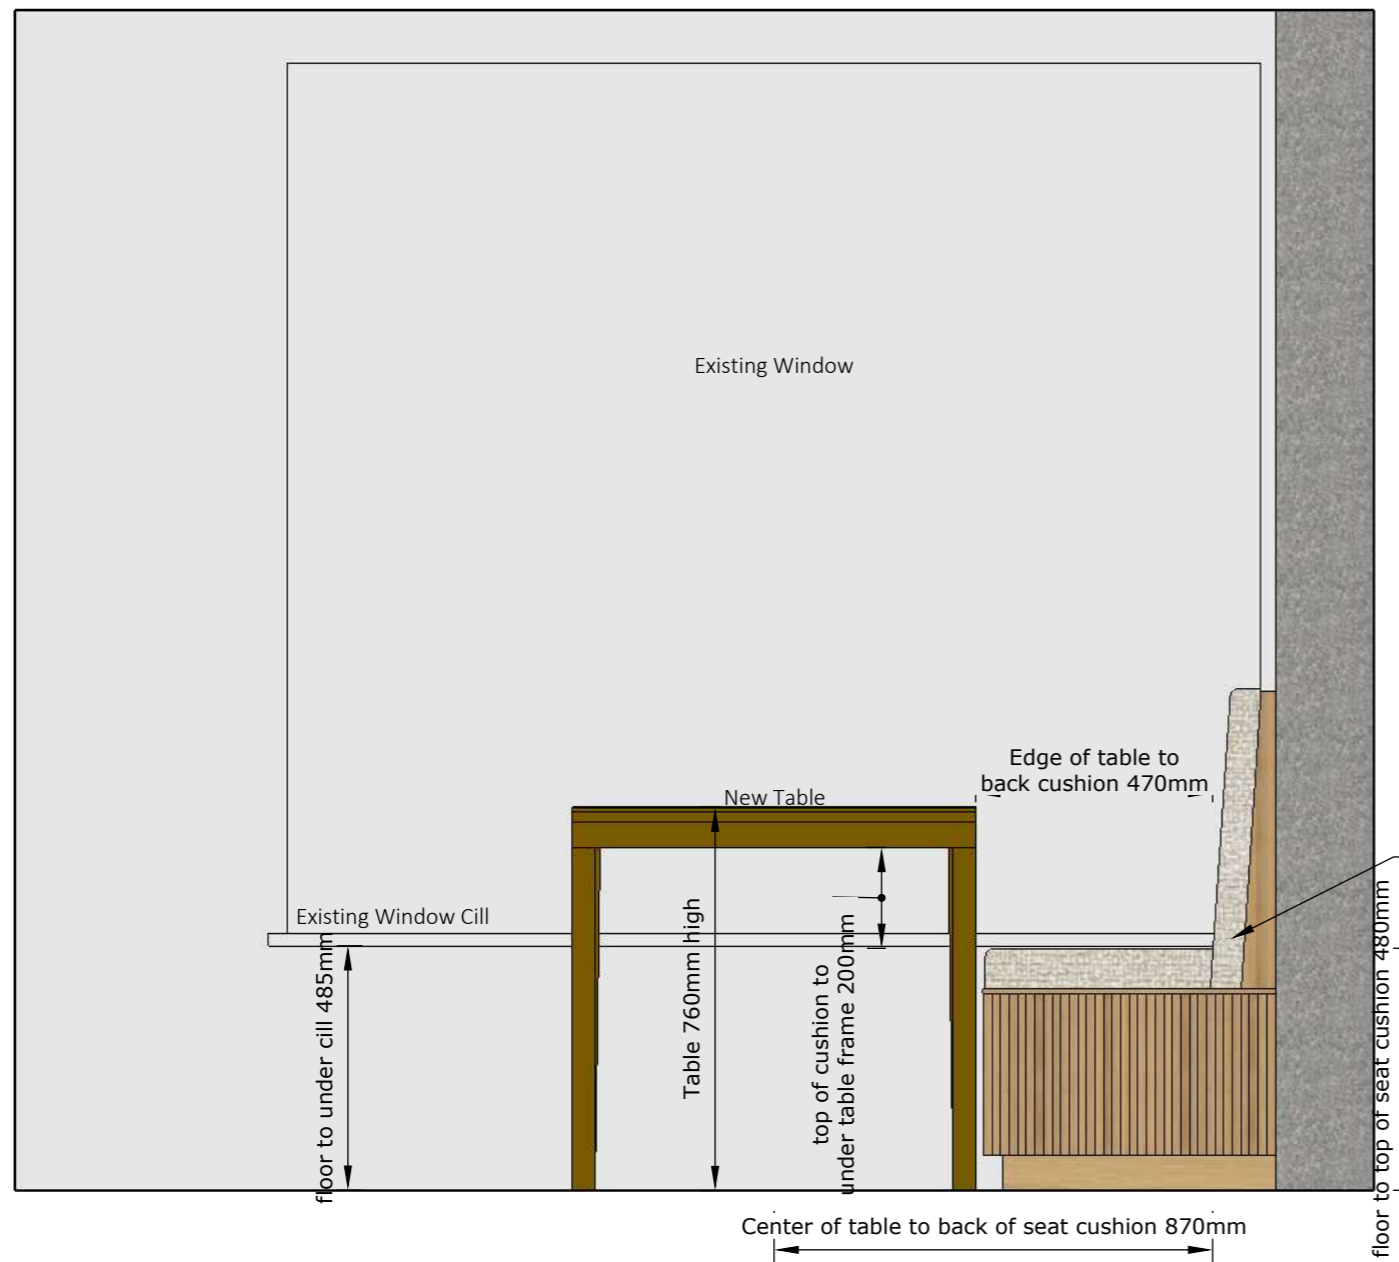 Existing Window
Edge of table to
back cushion 470mm
New Table
Existing Window Cill
floor to under cill 485mm
Table 760mm high
top of cushion to
under table frame 200mm
floor to top of seat cushion 480mm
Center of table to back of seat cushion 870mm